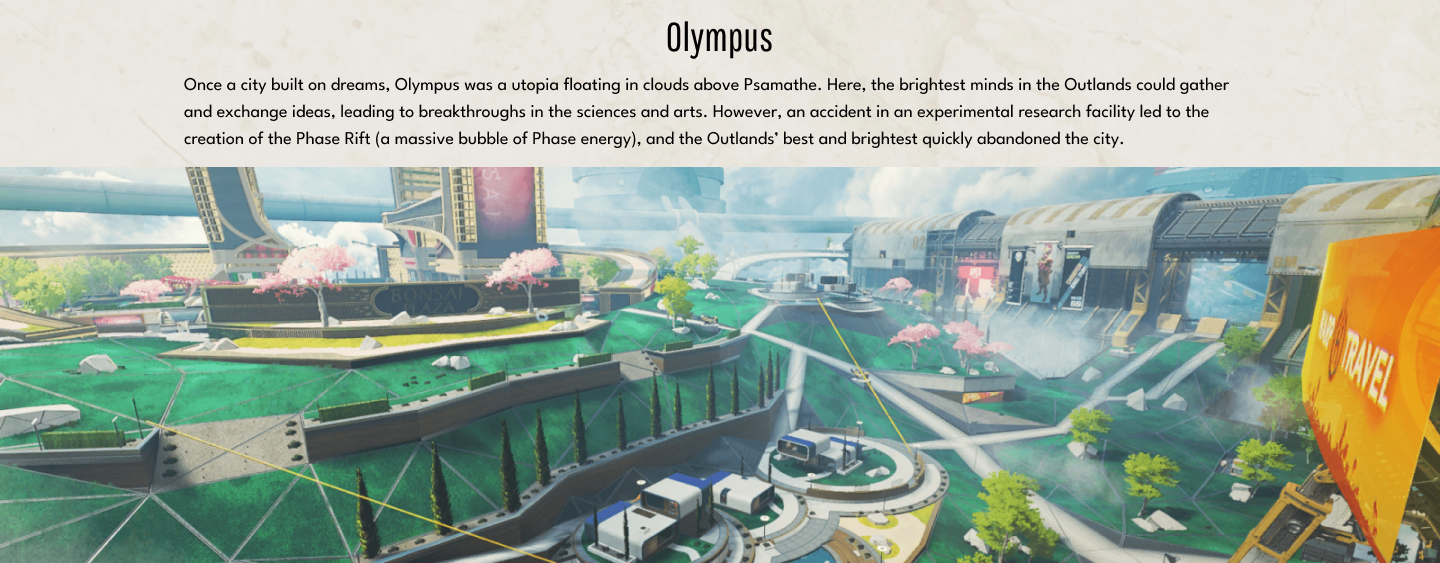 Olympus
Once a city built on dreams, Olympus was a utopia floating in clouds above Psamathe. Here, the brightest minds in the Outlands could gather
and exchange ideas, leading to breakthroughs in the sciences and arts. However, an accident in an experimental research facility led to the
creation of the Phase Rift (a massive bubble of Phase energy), and the Outlands’ best and brightest quickly abandoned the city.
SAI
BONSAI
02
TRAVEL